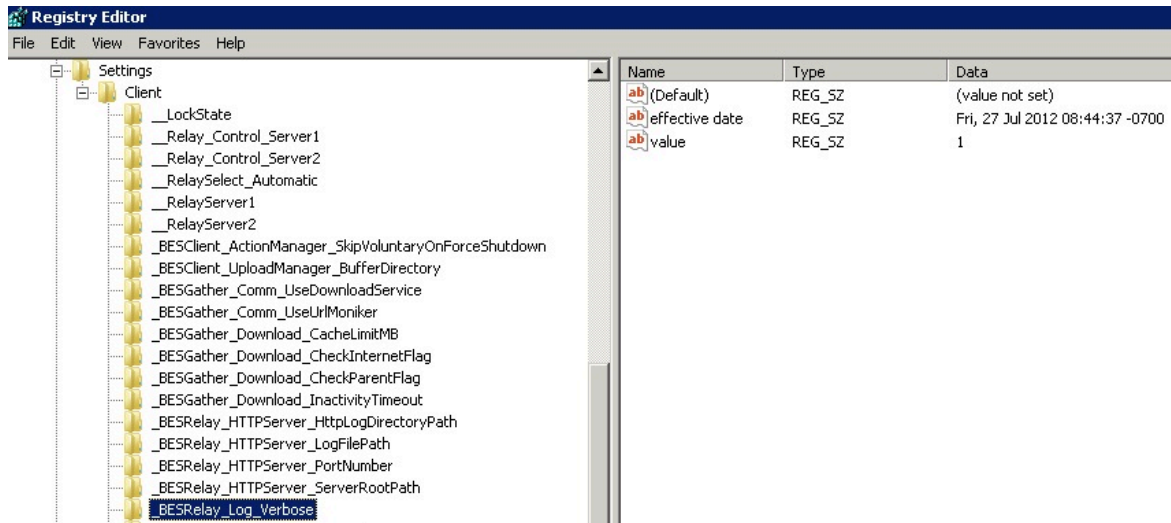 Registry Editor
File Edit View Favorites Help
Settings
Client
__LockState
__Relay_Control_Server1
__Relay_Control_Server2
__RelaySelect_Automatic
__RelayServer1
__RelayServer2
_BESClient_ActionManager_SkipVoluntaryOnForceShutdown
_BESClient_UploadManager_BufferDirectory
_BESGather_Comm_UseDownloadService
_BESGather_Comm_UseUrlMoniker
_BESGather_Download_CacheLimitMB
_BESGather_Download_CheckInternetFlag
_BESGather_Download_CheckParentFlag
_BESGather_Download_InactivityTimeout
_BESRelay_HTTPServer_HttpLogDirectoryPath
_BESRelay_HTTPServer_LogFilePath
_BESRelay_HTTPServer_PortNumber
_BESRelay_HTTPServer_ServerRootPath
_BESRelay_Log_Verbose
Name Type Data
ab (Default) REG_SZ (value not set)
ab effective date REG_SZ Fri, 27 Jul 2012 08:44:37 -0700
ab value REG_SZ 1